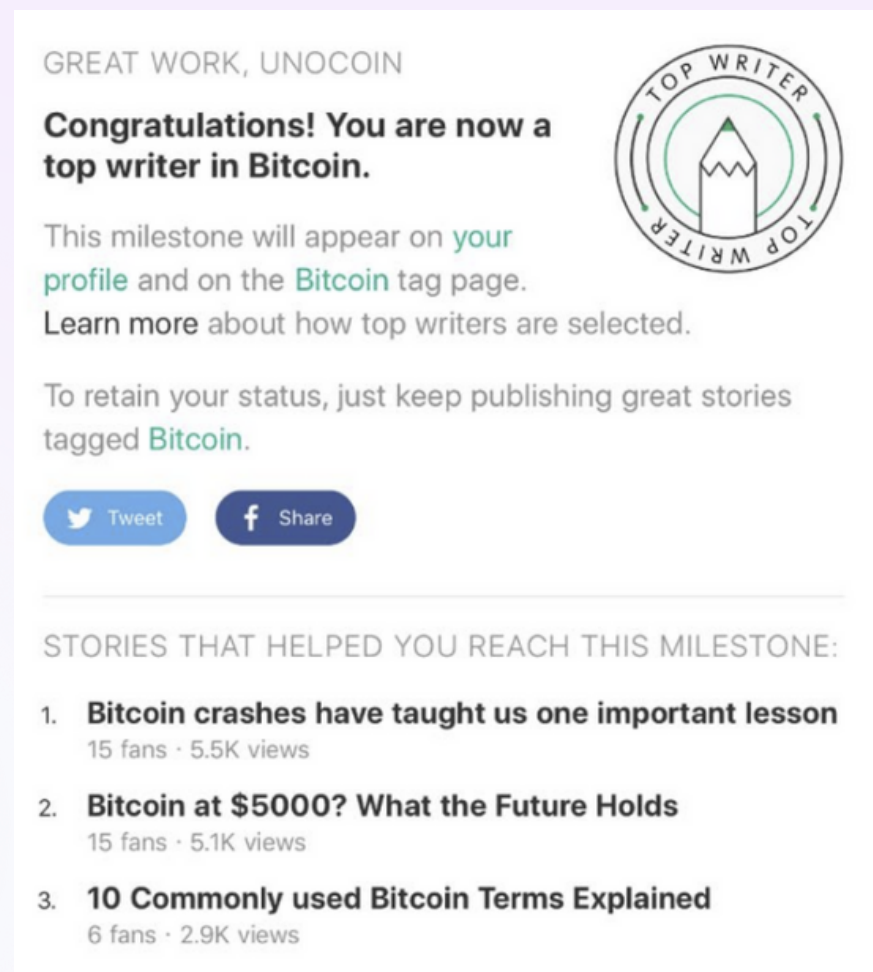 GREAT WORK, UNOCOIN
Congratulations! You are now a
top writer in Bitcoin.
TOP WRITER
TOP WRITER
This milestone will appear on your
profile and on the Bitcoin tag page.
Learn more about how top writers are selected.
To retain your status, just keep publishing great stories
tagged Bitcoin.
Tweet
Share
STORIES THAT HELPED YOU REACH THIS MILESTONE:
1. Bitcoin crashes have taught us one important lesson
15 fans · 5.5K views
2. Bitcoin at $5000? What the Future Holds
15 fans · 5.1K views
3. 10 Commonly used Bitcoin Terms Explained
6 fans · 2.9K views